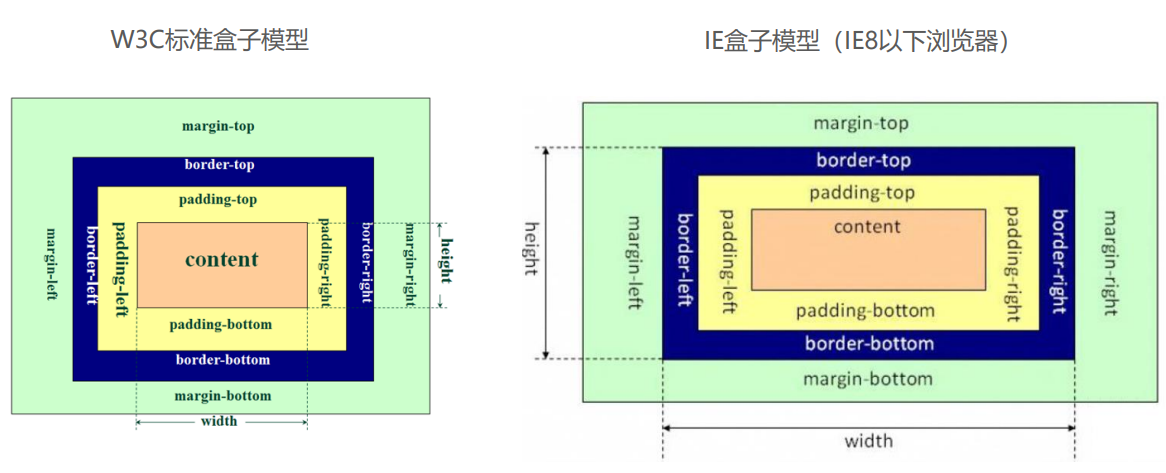 W3C标准盒子模型
margin-top
border-top
padding-top
margin-left
border-left
padding-left
content
padding-right
border-right
margin-right
height
padding-bottom
border-bottom
margin-bottom
width
IE盒子模型（IE8以下浏览器）
margin-top
border-top
padding-top
content
height
margin-left
border-left
padding-left
padding-right
border-right
margin-right
padding-bottom
border-bottom
margin-bottom
width